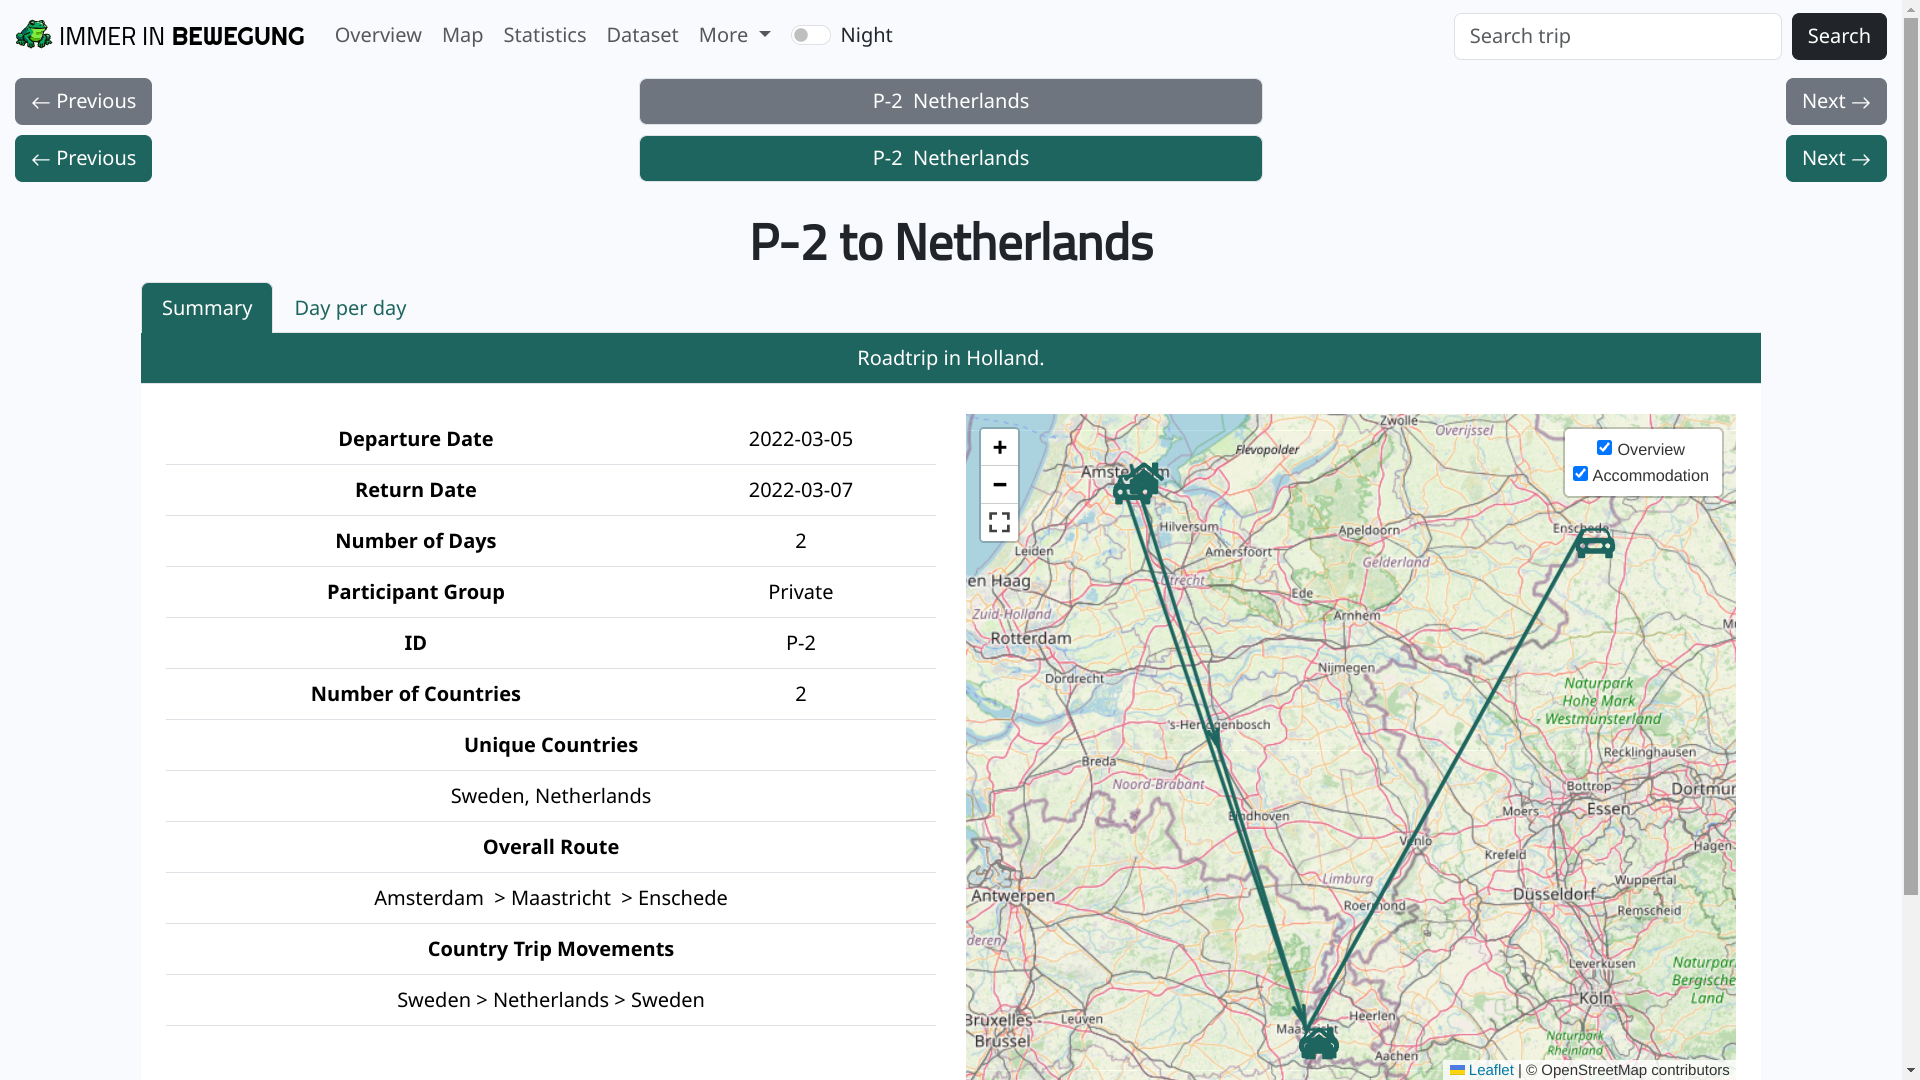 IMMER IN BEWEGUNG Overview Map Statistics Dataset More Night Search trip Search
← Previous P-2 Netherlands Next →
← Previous P-2 Netherlands Next →
P-2 to Netherlands
Summary Day per day
Roadtrip in Holland.
Departure Date 2022-03-05
Return Date 2022-03-07
Number of Days 2
Participant Group Private
ID P-2
Number of Countries 2
Unique Countries
Sweden, Netherlands
Overall Route
Amsterdam > Maastricht > Enschede
Country Trip Movements
Sweden > Netherlands > Sweden
+
−
Overview
Accommodation
Zwolle
Overijssel
Flevopolder
Enschede
Hilversum
Apeldoorn
Leiden
Amersfoort
Gelderland
en Haag
Utrecht
Ede
Zuid-Holland
Arnhem
Rotterdam
Nijmegen
Dordrecht
Naturpark
Hohe Mark
- Westmünsterland
's-Hertogenbosch
Recklinghausen
Breda
Noord-Brabant
Bottrop
Dortmur
Essen
Moers
Eindhoven
Venlo
Hagen
Krefeld
Limburg
Wuppertal
Antwerpen
Düsseldorf
Roermond
Remscheid
deren)
Leverkusen
Naturpar
Bergische
Land
Köln
Bruxelles -
Brussel
Leuven
Heerlen
Aachen
Naturpark
Rheinland
Leaflet | © OpenStreetMap contributors